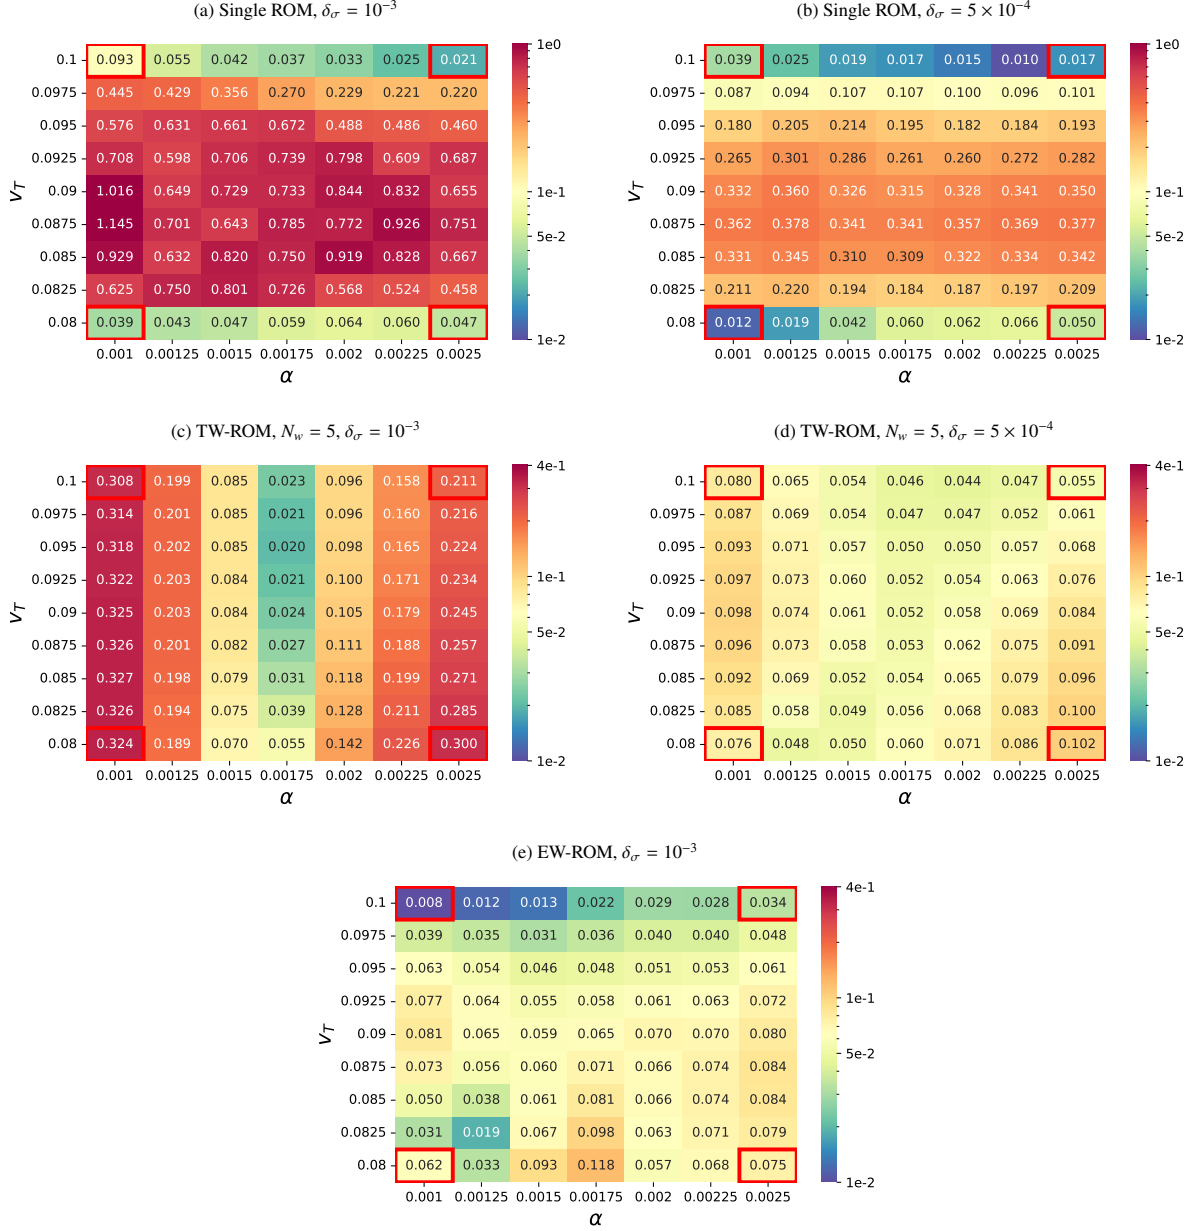 (a) Single ROM, δσ = 10⁻³
0.1 0.093 0.055 0.042 0.037 0.033 0.025 0.021
0.0975 0.445 0.429 0.356 0.270 0.229 0.221 0.220
0.095 0.576 0.631 0.661 0.672 0.488 0.486 0.460
0.0925 0.708 0.598 0.706 0.739 0.798 0.609 0.687
0.09 1.016 0.649 0.729 0.733 0.844 0.832 0.655
0.0875 1.145 0.701 0.643 0.785 0.772 0.926 0.751
0.085 0.929 0.632 0.820 0.750 0.919 0.828 0.667
0.0825 0.625 0.750 0.801 0.726 0.568 0.524 0.458
0.08 0.039 0.043 0.047 0.059 0.064 0.060 0.047
0.001 0.00125 0.0015 0.00175 0.002 0.00225 0.0025
α
v_T
1e0
1e-1
5e-2
1e-2
(b) Single ROM, δσ = 5 × 10⁻⁴
0.1 0.039 0.025 0.019 0.017 0.015 0.010 0.017
0.0975 0.087 0.094 0.107 0.107 0.100 0.096 0.101
0.095 0.180 0.205 0.214 0.195 0.182 0.184 0.193
0.0925 0.265 0.301 0.286 0.261 0.260 0.272 0.282
0.09 0.332 0.360 0.326 0.315 0.328 0.341 0.350
0.0875 0.362 0.378 0.341 0.341 0.357 0.369 0.377
0.085 0.331 0.345 0.310 0.309 0.322 0.334 0.342
0.0825 0.211 0.220 0.194 0.184 0.187 0.197 0.209
0.08 0.012 0.019 0.042 0.060 0.062 0.066 0.050
0.001 0.00125 0.0015 0.00175 0.002 0.00225 0.0025
α
v_T
1e0
1e-1
5e-2
1e-2
(c) TW-ROM, N_w = 5, δσ = 10⁻³
0.1 0.308 0.199 0.085 0.023 0.096 0.158 0.211
0.0975 0.314 0.201 0.085 0.021 0.096 0.160 0.216
0.095 0.318 0.202 0.085 0.020 0.098 0.165 0.224
0.0925 0.322 0.203 0.084 0.021 0.100 0.171 0.234
0.09 0.325 0.203 0.084 0.024 0.105 0.179 0.245
0.0875 0.326 0.201 0.082 0.027 0.111 0.188 0.257
0.085 0.327 0.198 0.079 0.031 0.118 0.199 0.271
0.0825 0.326 0.194 0.075 0.039 0.128 0.211 0.285
0.08 0.324 0.189 0.070 0.055 0.142 0.226 0.300
0.001 0.00125 0.0015 0.00175 0.002 0.00225 0.0025
α
v_T
4e-1
1e-1
5e-2
1e-2
(d) TW-ROM, N_w = 5, δσ = 5 × 10⁻⁴
0.1 0.080 0.065 0.054 0.046 0.044 0.047 0.055
0.0975 0.087 0.069 0.054 0.047 0.047 0.052 0.061
0.095 0.093 0.071 0.057 0.050 0.050 0.057 0.068
0.0925 0.097 0.073 0.060 0.052 0.054 0.063 0.076
0.09 0.098 0.074 0.061 0.052 0.058 0.069 0.084
0.0875 0.096 0.073 0.058 0.053 0.062 0.075 0.091
0.085 0.092 0.069 0.052 0.054 0.065 0.079 0.096
0.0825 0.085 0.058 0.049 0.056 0.068 0.083 0.100
0.08 0.076 0.048 0.050 0.060 0.071 0.086 0.102
0.001 0.00125 0.0015 0.00175 0.002 0.00225 0.0025
α
v_T
4e-1
1e-1
5e-2
1e-2
(e) EW-ROM, δσ = 10⁻³
0.1 0.008 0.012 0.013 0.022 0.029 0.028 0.034
0.0975 0.039 0.035 0.031 0.036 0.040 0.040 0.048
0.095 0.063 0.054 0.046 0.048 0.051 0.053 0.061
0.0925 0.077 0.064 0.055 0.058 0.061 0.063 0.072
0.09 0.081 0.065 0.059 0.065 0.070 0.070 0.080
0.0875 0.073 0.056 0.060 0.071 0.066 0.074 0.084
0.085 0.050 0.038 0.061 0.081 0.066 0.074 0.084
0.0825 0.031 0.019 0.067 0.098 0.063 0.071 0.079
0.08 0.062 0.033 0.093 0.118 0.057 0.068 0.075
0.001 0.00125 0.0015 0.00175 0.002 0.00225 0.0025
α
v_T
4e-1
1e-1
5e-2
1e-2